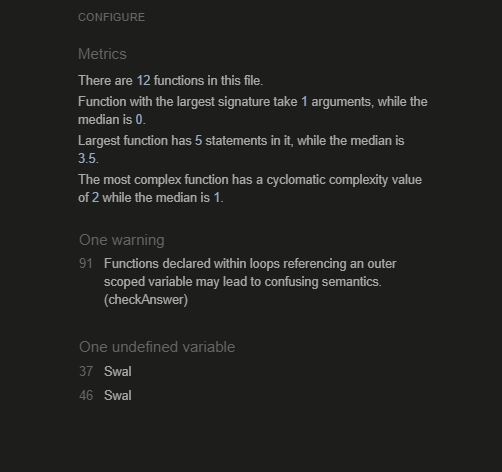 CONFIGURE
Metrics
There are 12 functions in this file.
Function with the largest signature take 1 arguments, while the
median is 0.
Largest function has 5 statements in it, while the median is
3.5.
The most complex function has a cyclomatic complexity value
of 2 while the median is 1.
One warning
91 Functions declared within loops referencing an outer
scoped variable may lead to confusing semantics.
(checkAnswer)
One undefined variable
37 Swal
46 Swal